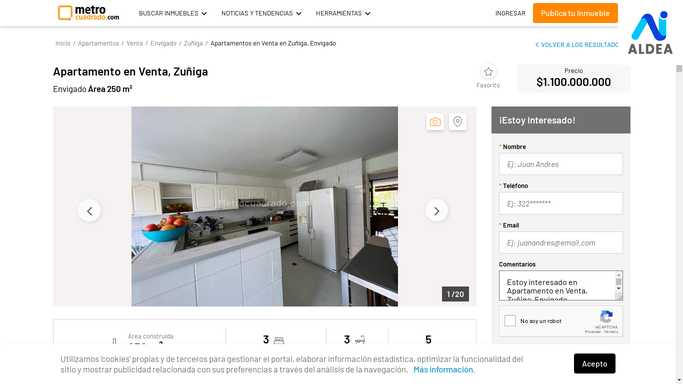 metro
cuadrado.com
BUSCAR INMUEBLES
NOTICIAS Y TENDENCIAS
HERRAMIENTAS
INGRESAR
Publica tu Inmueble
ALDEA
Inicio / Apartamentos / Venta / Envigado / Zuñiga / Apartamentos en Venta en Zuñiga, Envigado
VOLVER A LOS RESULTADO
Apartamento en Venta, Zuñiga
Envigado Área 250 m²
Favorito
Precio
$1.100.000.000
Metrocuadrado.com
1 / 20
¡Estoy Interesado!
* Nombre
Ej: Juan Andres
* Teléfono
Ej: 322*******
* Email
Ej: juanandres@email.com
Comentarios
Estoy interesado en
Apartamento en Venta,
Zuñiga, Envigado
No soy un robot
reCAPTCHA
Privacidad - Términos
Área construida
3
3
5
Utilizamos 'cookies' propias y de terceros para gestionar el portal, elaborar información estadística, optimizar la funcionalidad del
sitio y mostrar publicidad relacionada con sus preferencias a través del análisis de la navegación. Más información.
Acepto